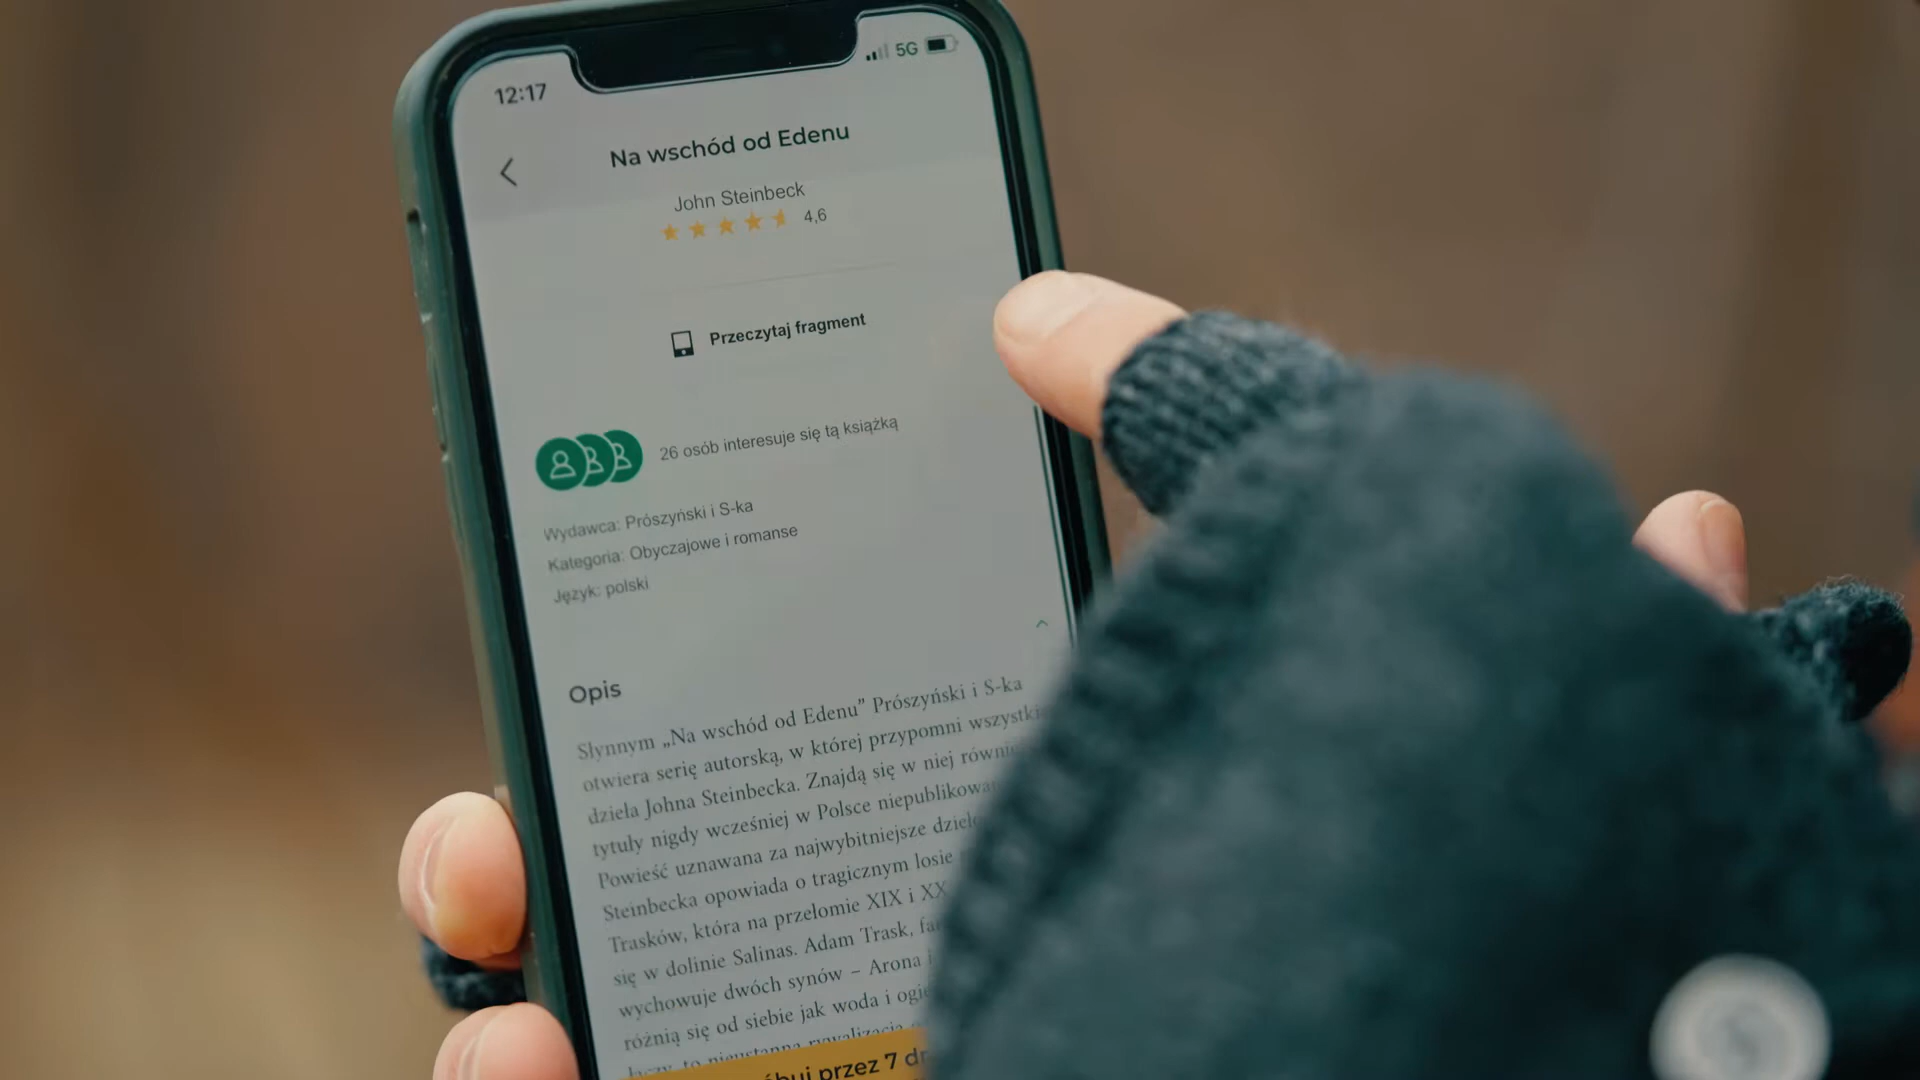 12:17
5G
Na wschód od Edenu
John Steinbeck
4,6
Przeczytaj fragment
26 osób interesuje się tą książką
Wydawca: Prószyński i S-ka
Kategoria: Obyczajowe i romanse
Język: polski
Opis
Słynnym „Na wschód od Edenu” Prószyński i S-ka
otwiera serię autorską, w której przypomni
dzieła Johna Steinbecka. Znajdą się w niej
tytuły nigdy wcześniej w Polsce
Powieść uznawana za najwybitniejsze
Steinbecka opowiada o tragicznym losie
Trasków, która na przełomie XIX i XX
się w dolinie Salinas. Adam Trask,
wychowuje dwóch synów – Arona i
różnią się od siebie jak woda i
przez 7